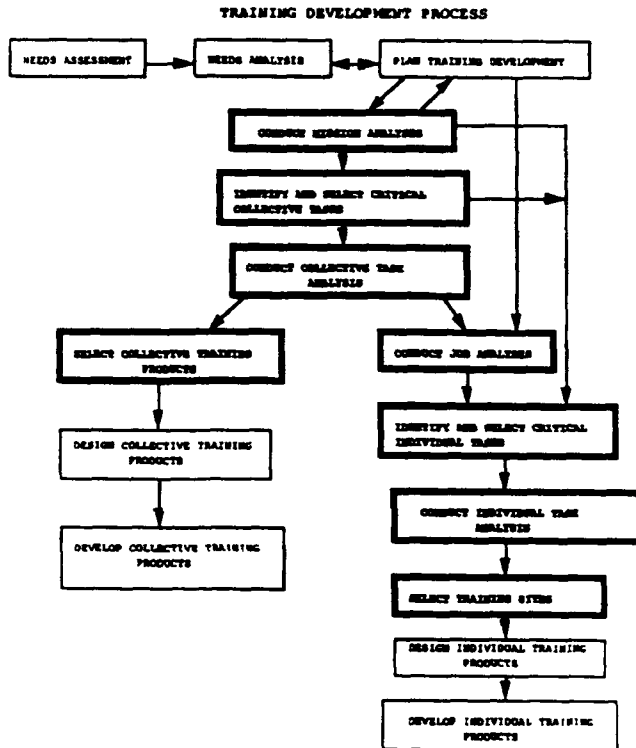 TRAINING DEVELOPMENT PROCESS
NEEDS ASSESSMENT
NEEDS ANALYSIS
PLAN TRAINING DEVELOPMENT
CONDUCT MISSION ANALYSES
IDENTIFY AND SELECT CRITICAL
COLLECTIVE TASKS
CONDUCT COLLECTIVE TASK
ANALYSIS
SELECT COLLECTIVE TRAINING
PRODUCTS
CONDUCT JOB ANALYSES
DESIGN COLLECTIVE TRAINING
PRODUCTS
IDENTIFY AND SELECT CRITICAL
INDIVIDUAL TASKS
CONDUCT INDIVIDUAL TASK
ANALYSIS
DEVELOP COLLECTIVE TRAINING
PRODUCTS
SELECT TRAINING SITES
DESIGN INDIVIDUAL TRAINING
PRODUCTS
DEVELOP INDIVIDUAL TRAINING
PRODUCTS